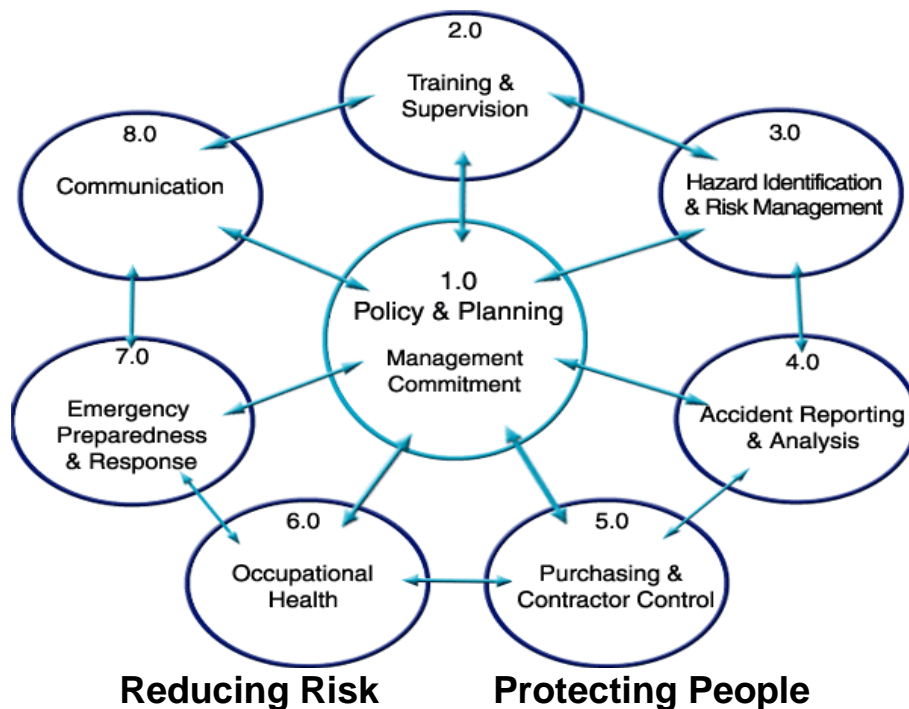 2.0
Training &
Supervision
8.0
Communication
3.0
Hazard Identification
& Risk Management
1.0
Policy & Planning
Management
Commitment
7.0
Emergency
Preparedness
& Response
4.0
Accident Reporting
& Analysis
6.0
Occupational
Health
5.0
Purchasing &
Contractor Control
Reducing Risk
Protecting People